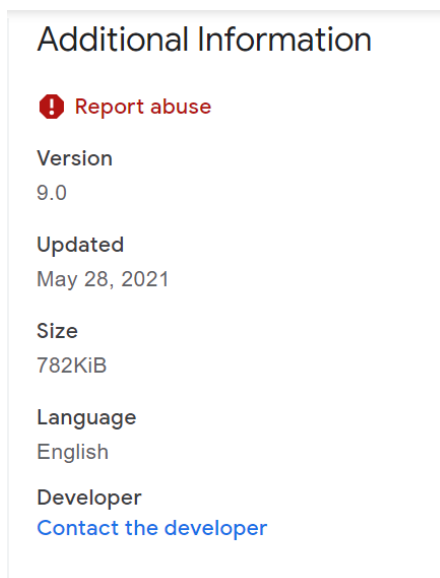 Additional Information
Report abuse
Version
9.0
Updated
May 28, 2021
Size
782KiB
Language
English
Developer
Contact the developer